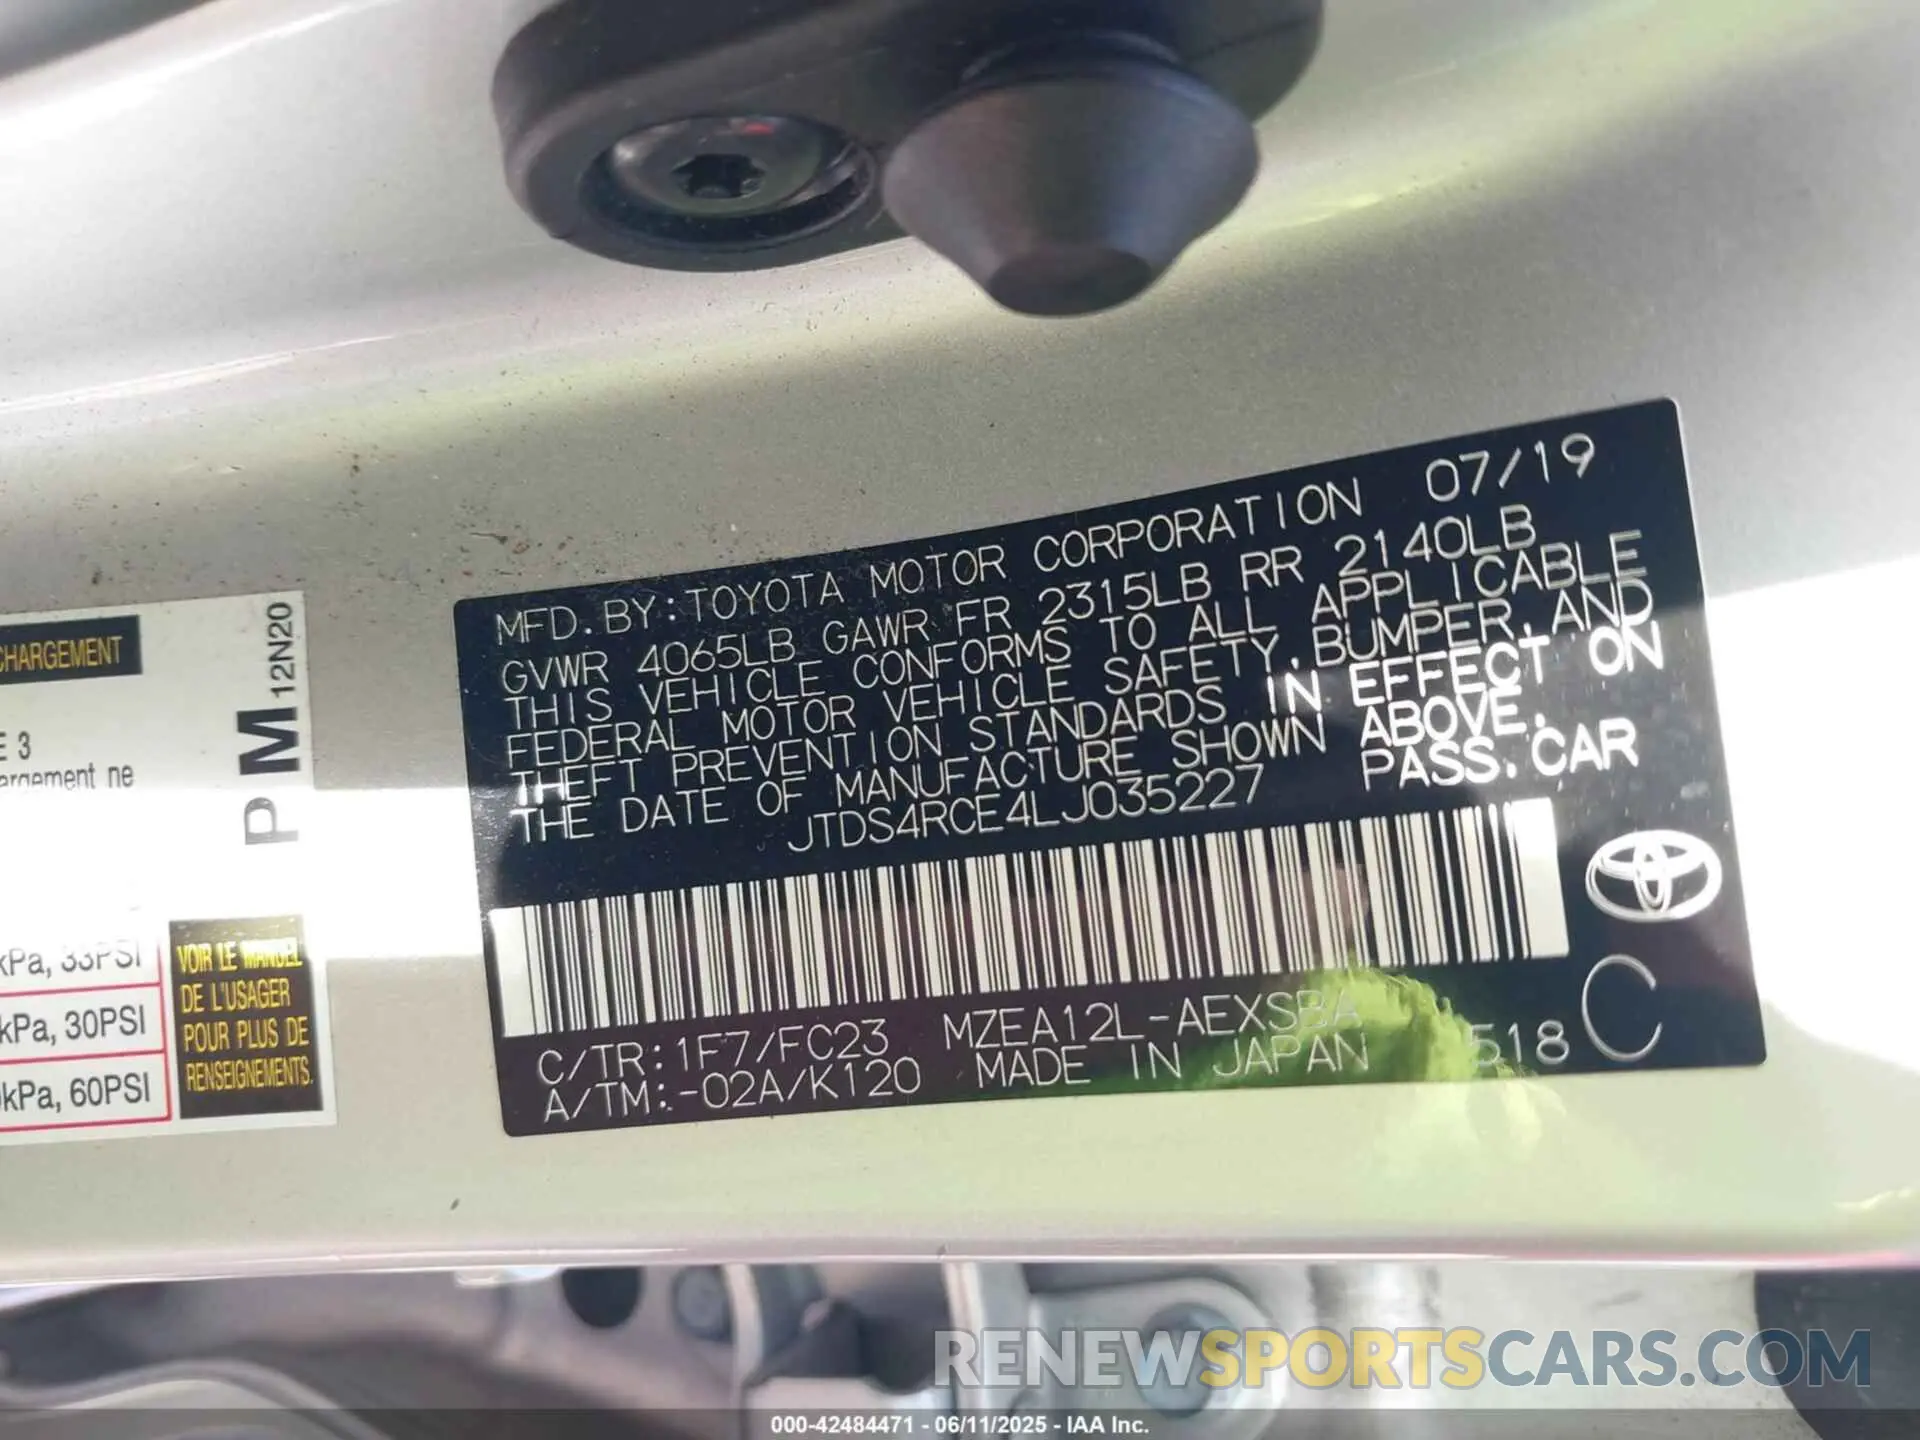 MFD. BY: TOYOTA MOTOR CORPORATION 07/19
GVWR 4065LB GAWR FR 2315LB RR 2140LB
THIS VEHICLE CONFORMS TO ALL APPLICABLE
FEDERAL MOTOR VEHICLE SAFETY, BUMPER, AND
THEFT PREVENTION STANDARDS IN EFFECT ON
THE DATE OF MANUFACTURE SHOWN ABOVE.
JTDS4RCE4LJ035227 PASS. CAR
C/TR: 1F7/FC23 MZEA12L-AEXSBA
A/TM: -02A/K120 MADE IN JAPAN 518 C
CHARGEMENT
E 3
argement ne
PM 12N20
kPa, 33PSI
kPa, 30PSI
kPa, 60PSI
VOIR LE MANUEL
DE L'USAGER
POUR PLUS DE
RENSEIGNEMENTS.
RENEWSPORTSCARS.COM
000-42484471 - 06/11/2025 - IAA Inc.